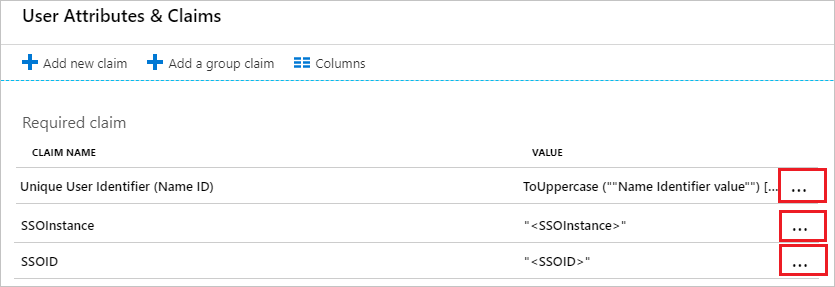 User Attributes & Claims
Add new claim Add a group claim Columns
Required claim
CLAIM NAME VALUE
Unique User Identifier (Name ID) ToUppercase (""Name Identifier value"") [... ...
SSOInstance "<SSOInstance>" ...
SSOID "<SSOID>" ...